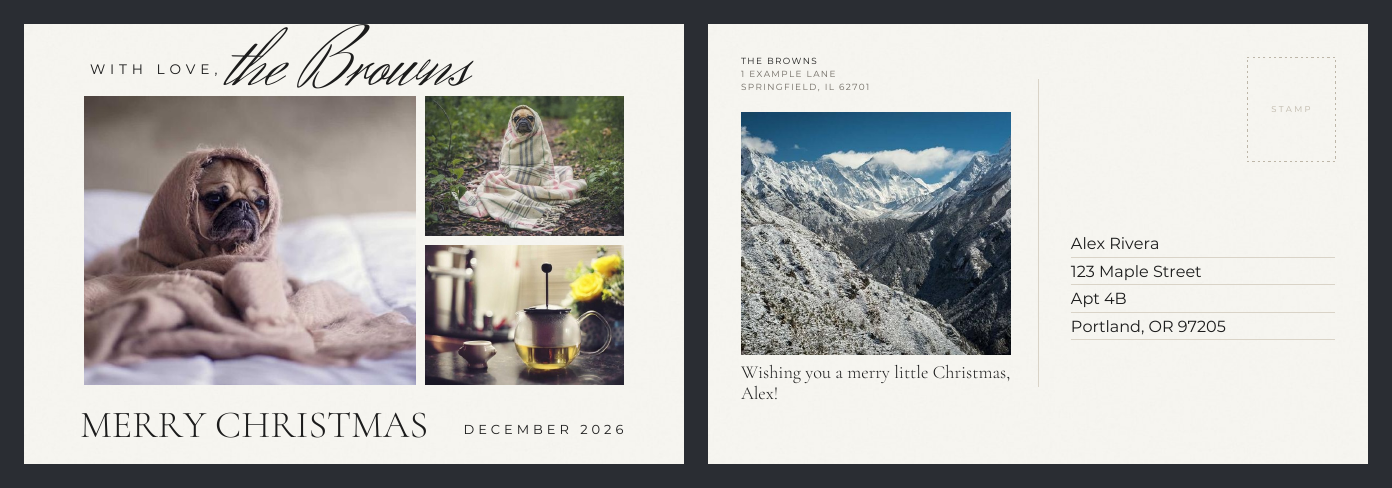 WITH LOVE, the Browns
MERRY CHRISTMAS
DECEMBER 2026
THE BROWNS
1 EXAMPLE LANE
SPRINGFIELD, IL 62701
STAMP
Wishing you a merry little Christmas,
Alex!
Alex Rivera
123 Maple Street
Apt 4B
Portland, OR 97205